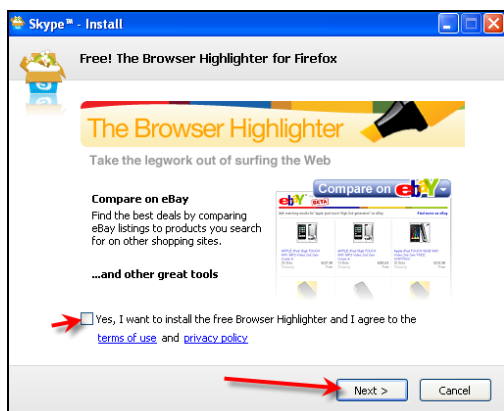 Skype™ - Install
Free! The Browser Highlighter for Firefox
The Browser Highlighter
Take the legwork out of surfing the Web
Compare on eBay
Find the best deals by comparing
eBay listings to products you search
for on other shopping sites.
...and other great tools
Compare on ebY
ebY BETA
Yes, I want to install the free Browser Highlighter and I agree to the
terms of use and privacy policy
Next >
Cancel